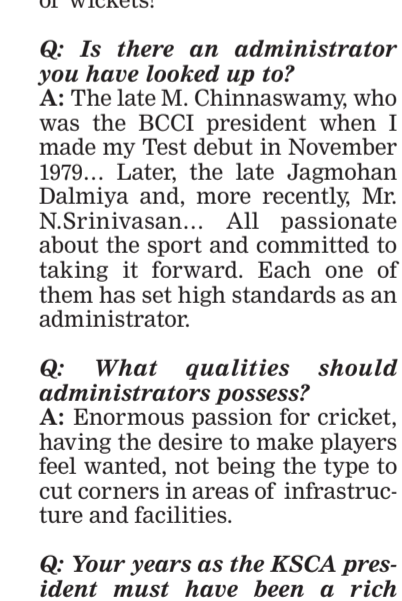 or wickets!
Q: Is there an administrator
you have looked up to?
A: The late M. Chinnaswamy, who
was the BCCI president when I
made my Test debut in November
1979... Later, the late Jagmohan
Dalmiya and, more recently, Mr.
N.Srinivasan... All passionate
about the sport and committed to
taking it forward. Each one of
them has set high standards as an
administrator.
Q: What qualities should
administrators possess?
A: Enormous passion for cricket,
having the desire to make players
feel wanted, not being the type to
cut corners in areas of infrastruc-
ture and facilities.
Q: Your years as the KSCA pres-
ident must have been a rich